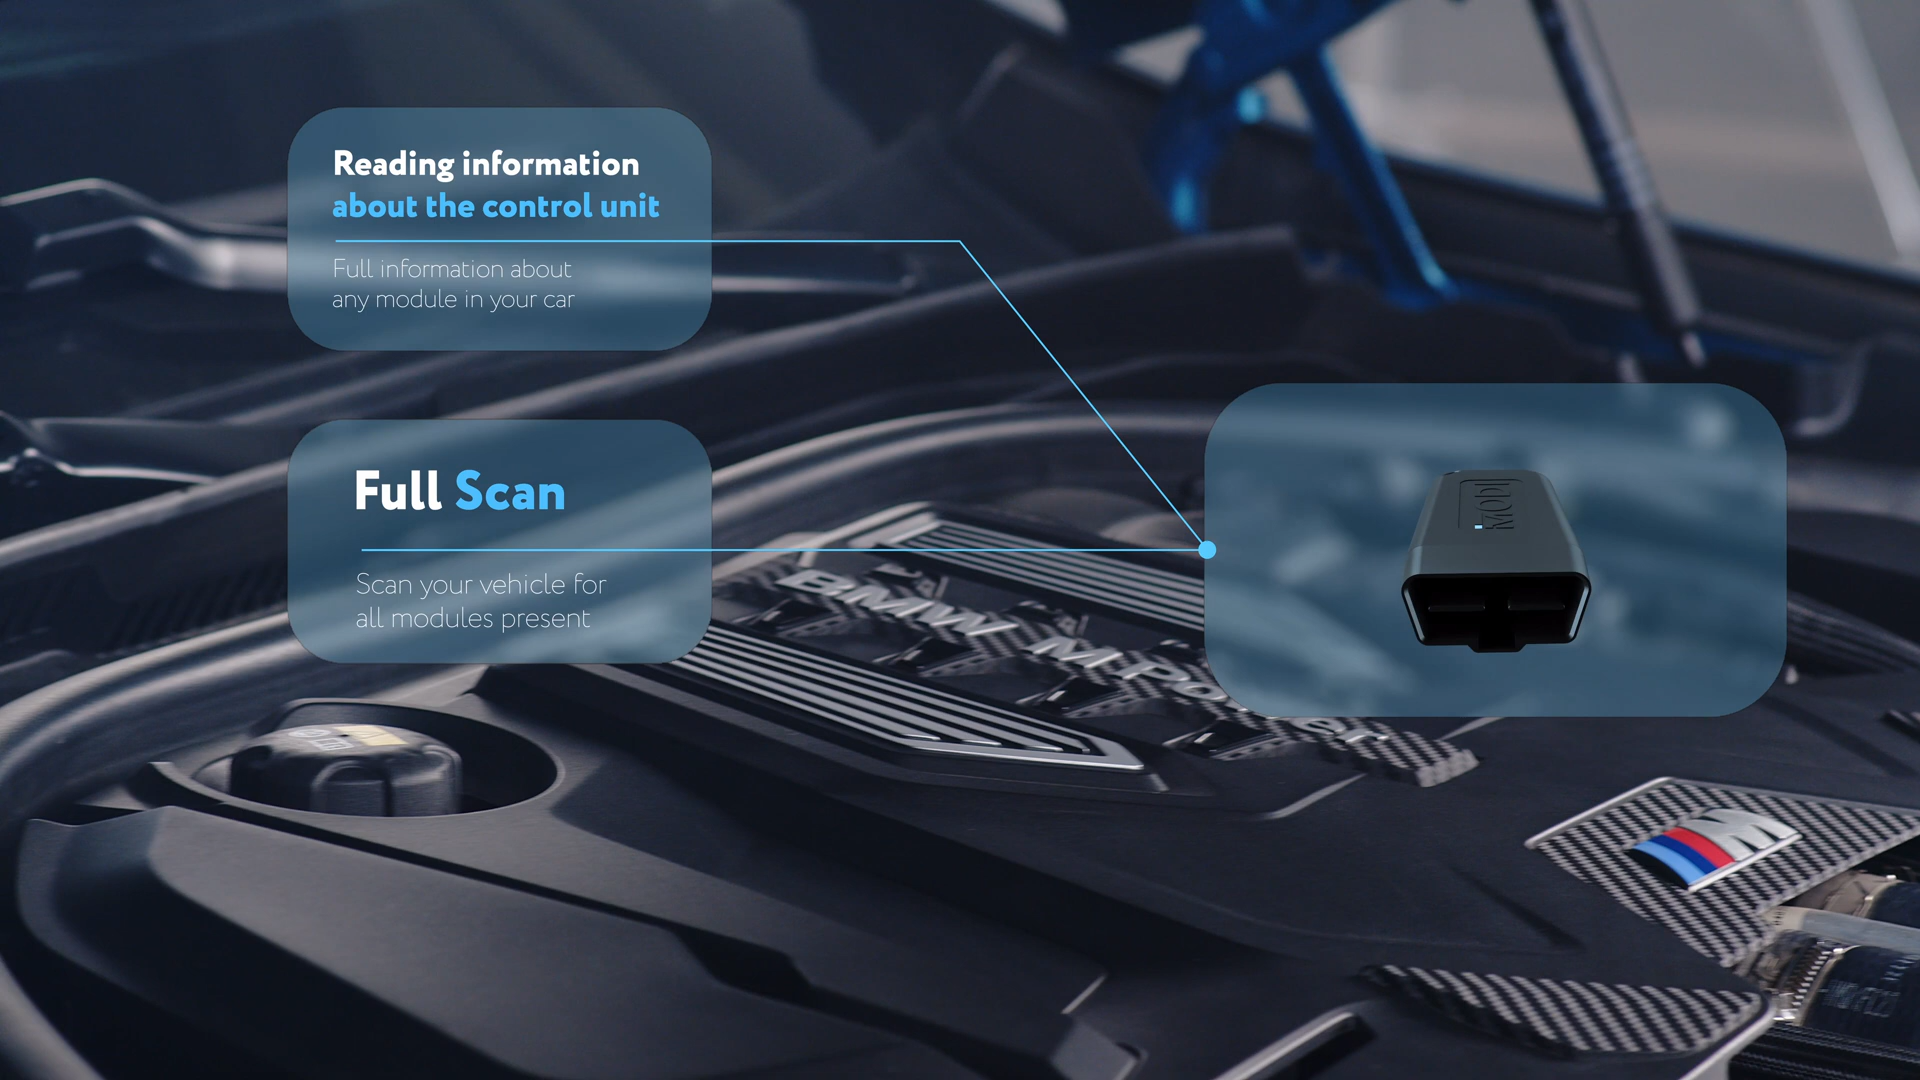 Reading information
about the control unit
Full information about
any module in your car
Full Scan
Scan your vehicle for
all modules present
BMW M Power
M